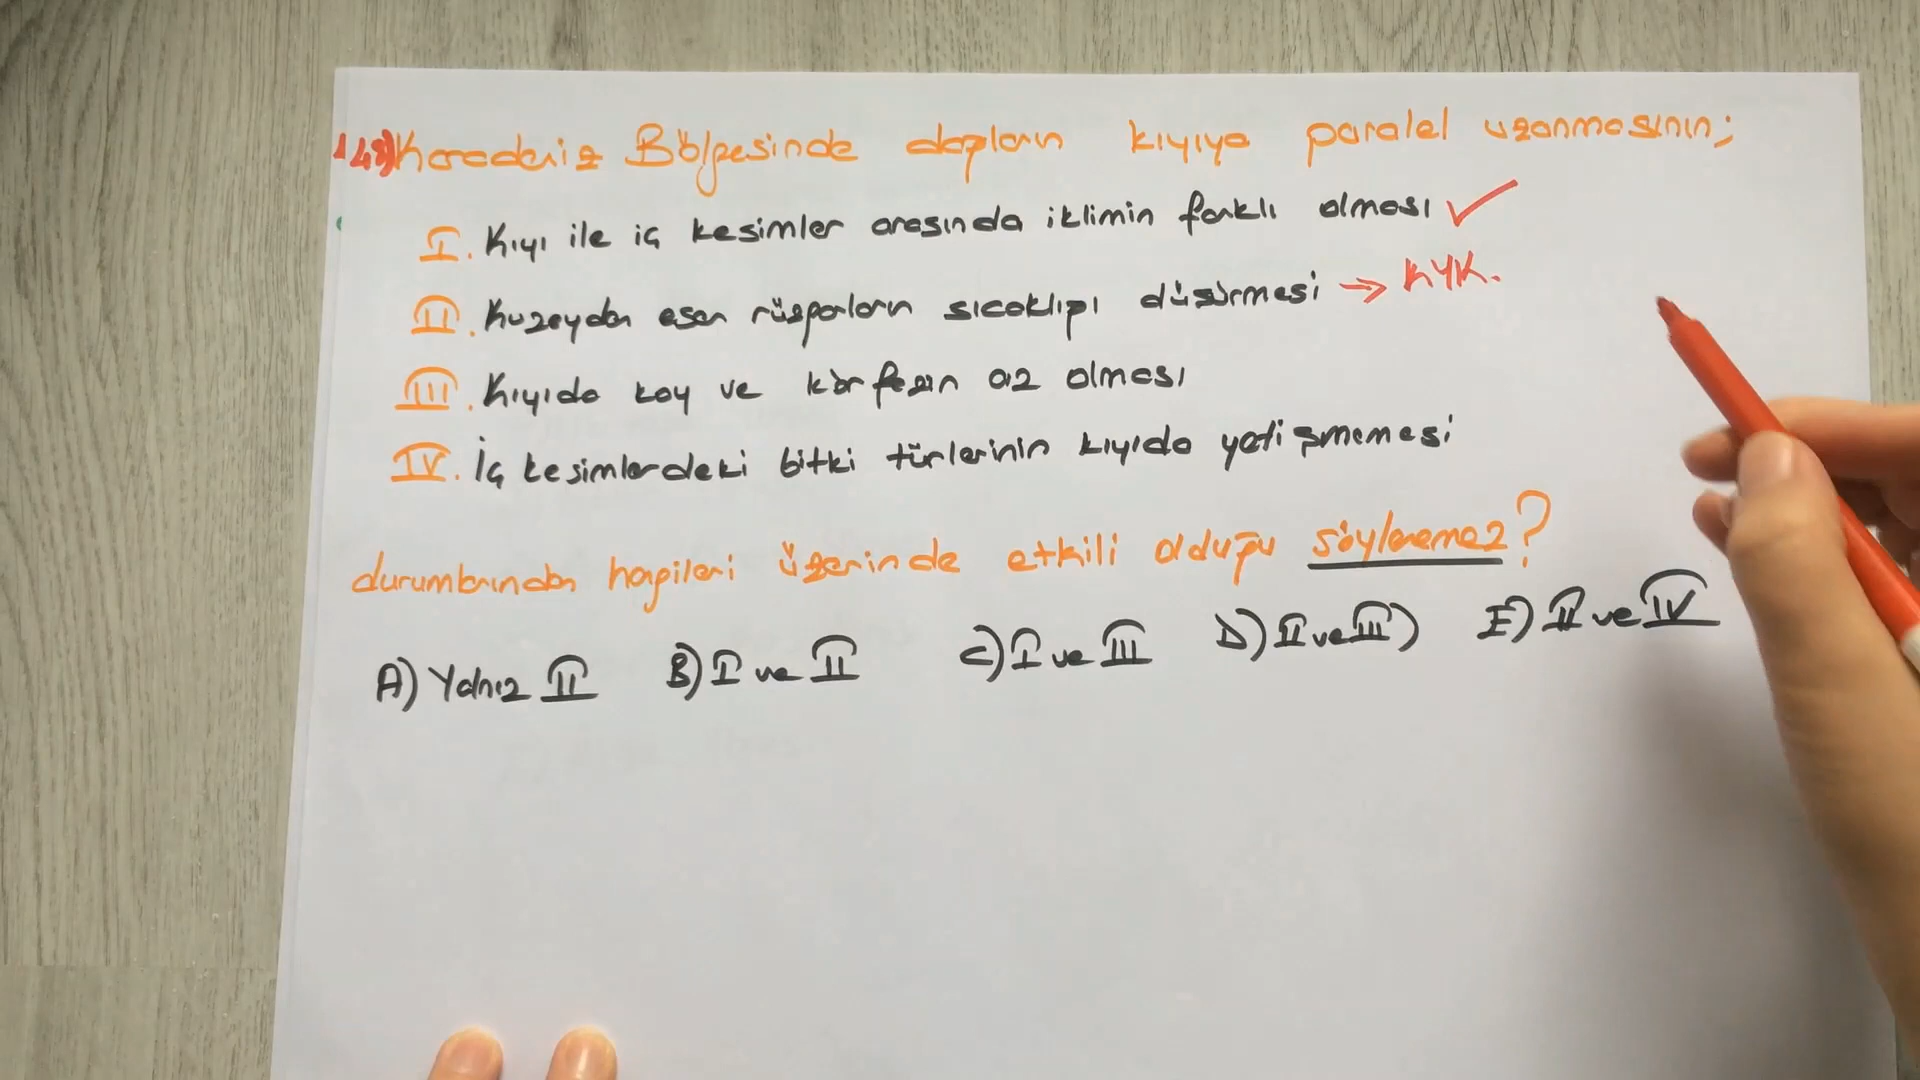 148) Karadeniz Bölgesinde dağların kıyıya paralel uzanmasının;
I. Kıyı ile iç kesimler arasında iklimin farklı olması ✓
II. Kuzeyden esen rüzgarların sıcaklığı düşürmesi → KYK.
III. Kıyıda koy ve körfezin az olması
IV. İç kesimlerdeki bitki türlerinin kıyıda yetişmemesi
durumlarından hangileri üzerinde etkili olduğu söylenemez?
A) Yalnız II B) I ve II C) I ve III D) II ve III) E) II ve IV